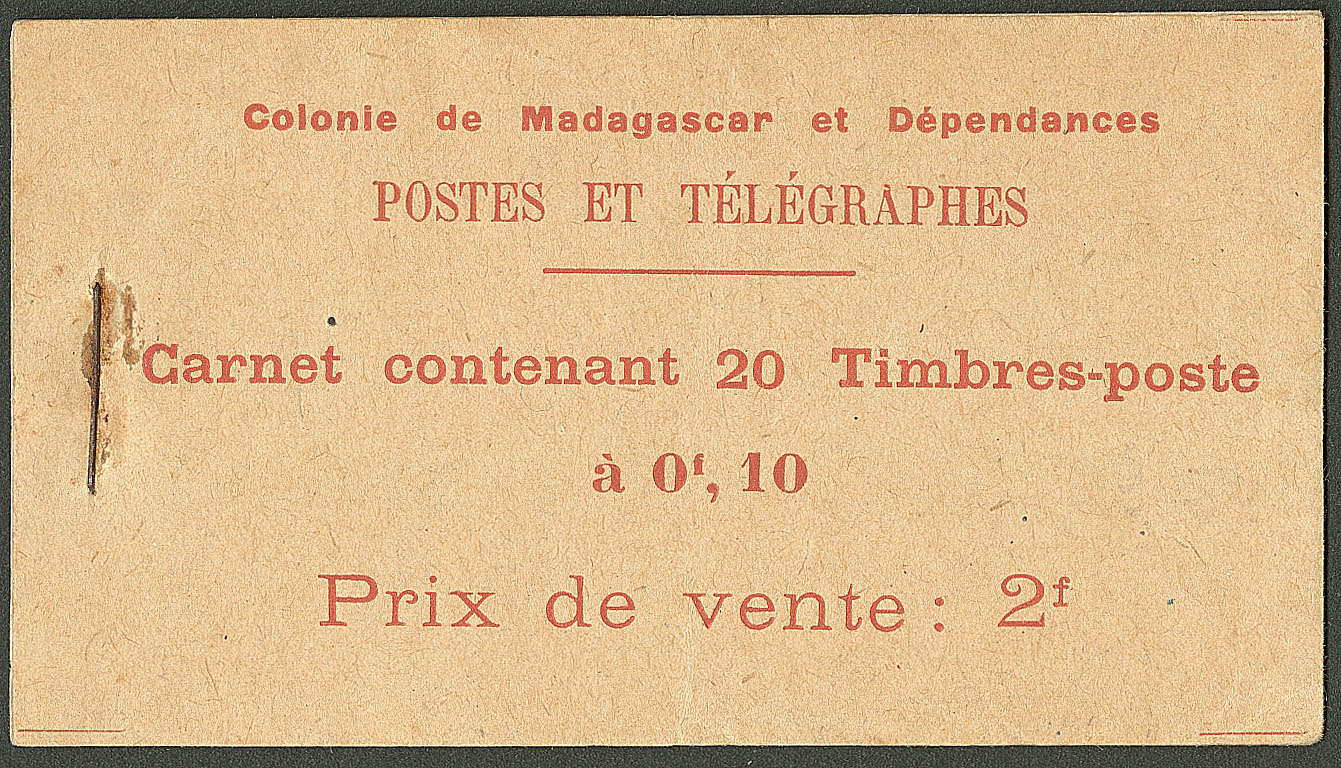 Colonie de Madagascar et Dépendances
POSTES ET TÉLÉGRAPHES
Carnet contenant 20 Timbres-poste
à 0ᶠ, 10
Prix de vente : 2ᶠ